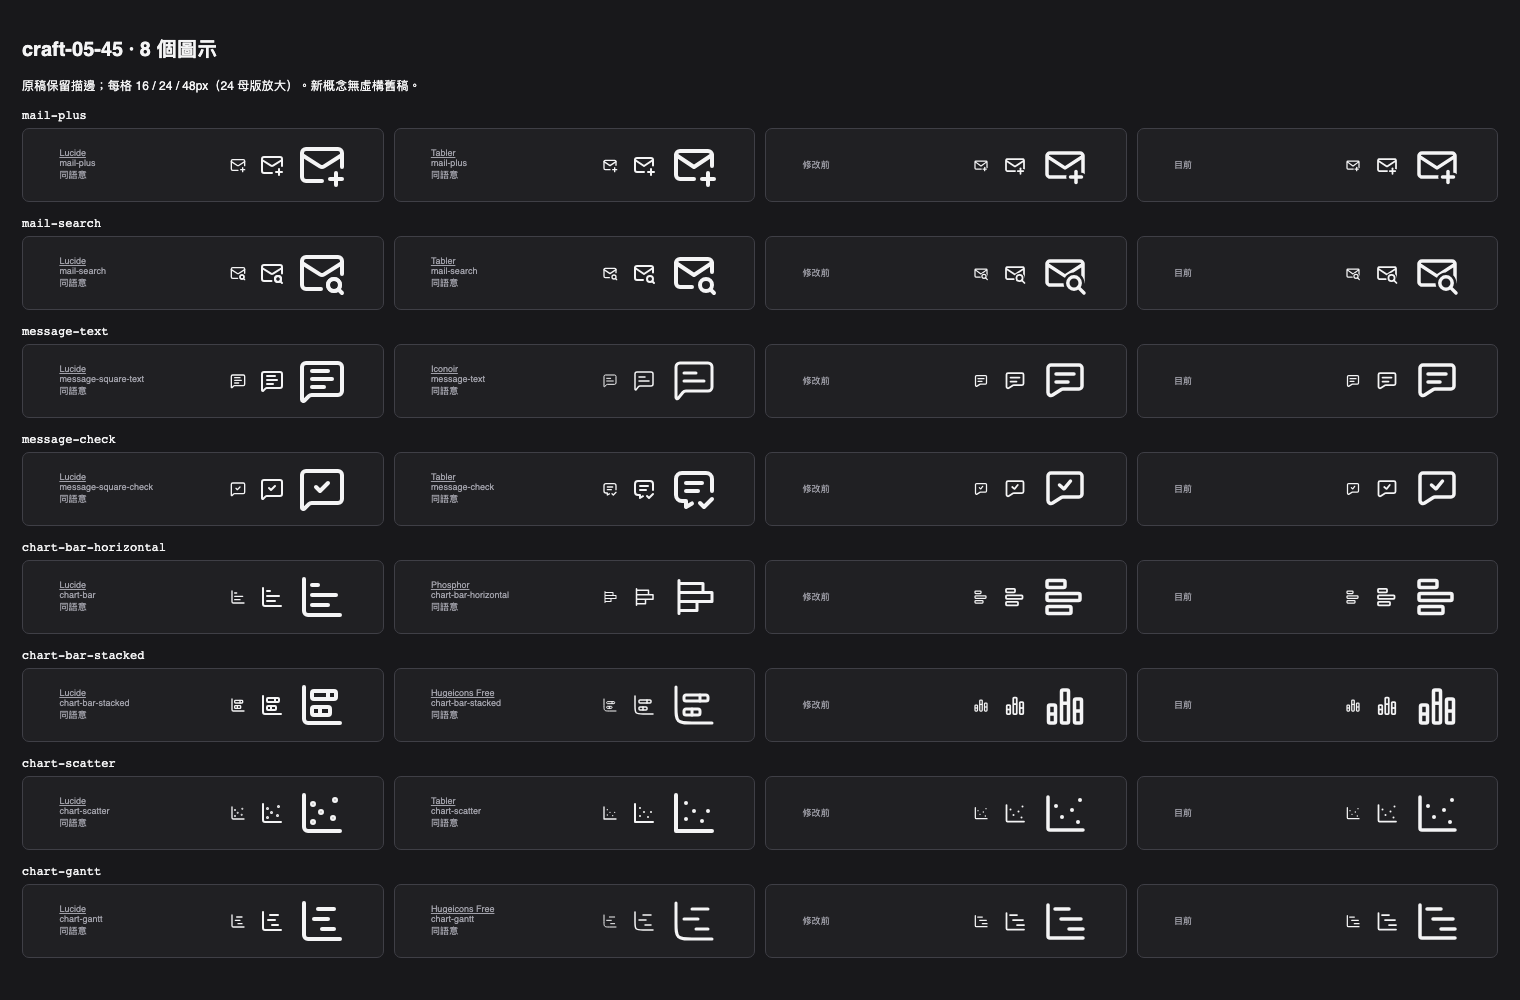 craft-05-45 · 8 個圖示
原稿保留描邊；每格 16 / 24 / 48px（24 母版放大）。新概念無虛構舊稿。
mail-plus
Lucide
mail-plus
同語意
Tabler
mail-plus
同語意
修改前
目前
mail-search
Lucide
mail-search
同語意
Tabler
mail-search
同語意
修改前
目前
message-text
Lucide
message-square-text
同語意
Iconoir
message-text
同語意
修改前
目前
message-check
Lucide
message-square-check
同語意
Tabler
message-check
同語意
修改前
目前
chart-bar-horizontal
Lucide
chart-bar
同語意
Phosphor
chart-bar-horizontal
同語意
修改前
目前
chart-bar-stacked
Lucide
chart-bar-stacked
同語意
Hugeicons Free
chart-bar-stacked
同語意
修改前
目前
chart-scatter
Lucide
chart-scatter
同語意
Tabler
chart-scatter
同語意
修改前
目前
chart-gantt
Lucide
chart-gantt
同語意
Hugeicons Free
chart-gantt
同語意
修改前
目前